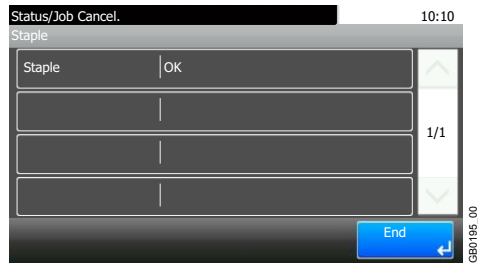 Status/Job Cancel. 10:10
Staple
Staple OK
1/1
End
GB0195_00